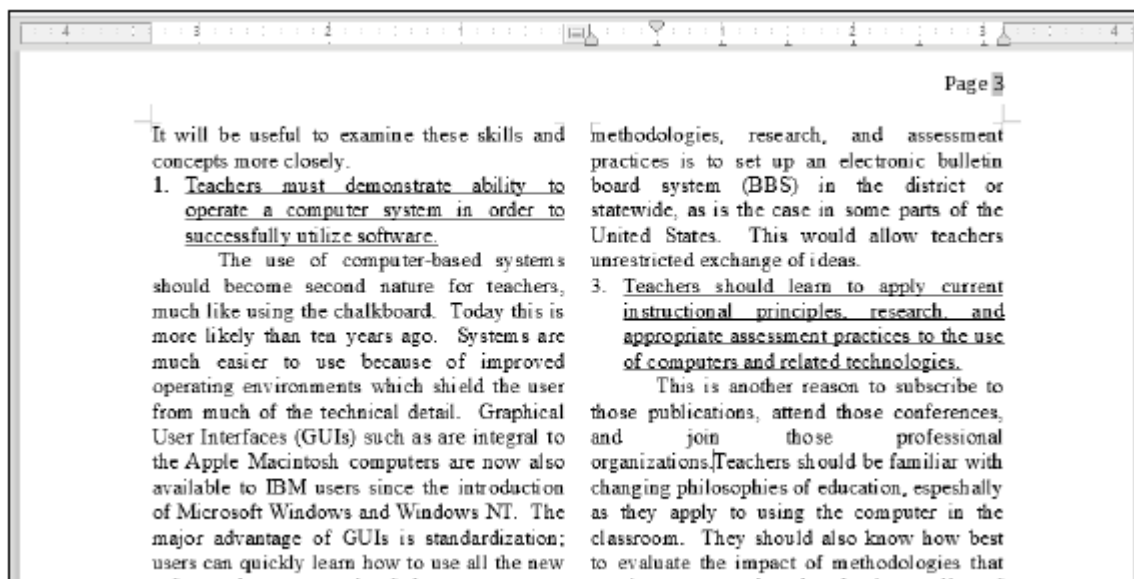 4 3 2 1 1 2 3 4
Page 3
It will be useful to examine these skills and
concepts more closely.
1. Teachers must demonstrate ability to
operate a computer system in order to
successfully utilize software.
The use of computer-based systems
should become second nature for teachers,
much like using the chalkboard. Today this is
more likely than ten years ago. Systems are
much easier to use because of improved
operating environments which shield the user
from much of the technical detail. Graphical
User Interfaces (GUIs) such as are integral to
the Apple Macintosh computers are now also
available to IBM users since the introduction
of Microsoft Windows and Windows NT. The
major advantage of GUIs is standardization;
users can quickly learn how to use all the new
methodologies, research, and assessment
practices is to set up an electronic bulletin
board system (BBS) in the district or
statewide, as is the case in some parts of the
United States. This would allow teachers
unrestricted exchange of ideas.
3. Teachers should learn to apply current
instructional principles, research, and
appropriate assessment practices to the use
of computers and related technologies.
This is another reason to subscribe to
those publications, attend those conferences,
and join those professional
organizations.Teachers should be familiar with
changing philosophies of education, espeshally
as they apply to using the computer in the
classroom. They should also know how best
to evaluate the impact of methodologies that